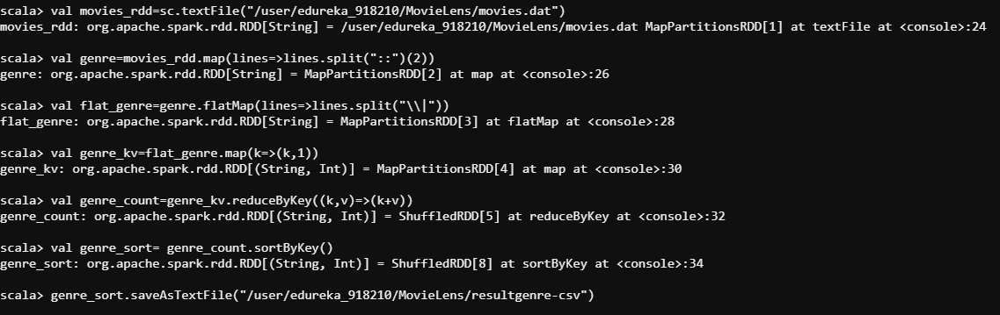 scala> val movies_rdd=sc.textFile("/user/edureka_918210/MovieLens/movies.dat")
movies_rdd: org.apache.spark.rdd.RDD[String] = /user/edureka_918210/MovieLens/movies.dat MapPartitionsRDD[1] at textFile at <console>:24
scala> val genre=movies_rdd.map(lines=>lines.split("::")(2))
genre: org.apache.spark.rdd.RDD[String] = MapPartitionsRDD[2] at map at <console>:26
scala> val flat_genre=genre.flatMap(lines=>lines.split("\\|"))
flat_genre: org.apache.spark.rdd.RDD[String] = MapPartitionsRDD[3] at flatMap at <console>:28
scala> val genre_kv=flat_genre.map(k=>(k,1))
genre_kv: org.apache.spark.rdd.RDD[(String, Int)] = MapPartitionsRDD[4] at map at <console>:30
scala> val genre_count=genre_kv.reduceByKey((k,v)=>(k+v))
genre_count: org.apache.spark.rdd.RDD[(String, Int)] = ShuffledRDD[5] at reduceByKey at <console>:32
scala> val genre_sort= genre_count.sortByKey()
genre_sort: org.apache.spark.rdd.RDD[(String, Int)] = ShuffledRDD[8] at sortByKey at <console>:34
scala> genre_sort.saveAsTextFile("/user/edureka_918210/MovieLens/resultgenre-csv")